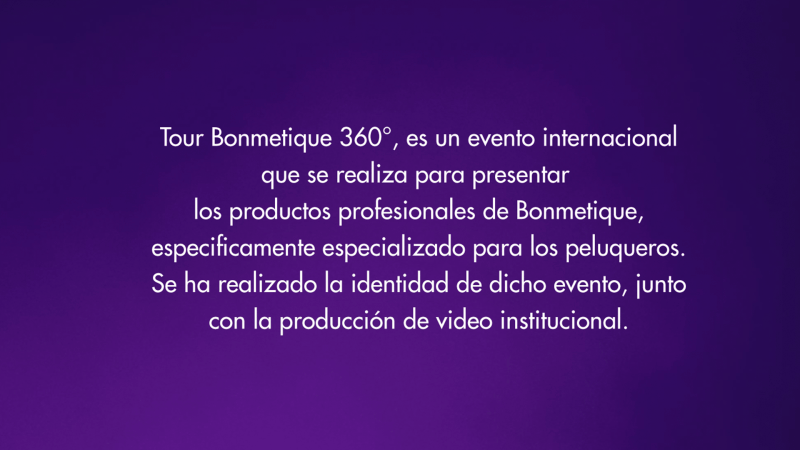 Tour Bonmetique 360°, es un evento internacional
que se realiza para presentar
los productos profesionales de Bonmetique,
especificamente especializado para los peluqueros.
Se ha realizado la identidad de dicho evento, junto
con la producción de video institucional.